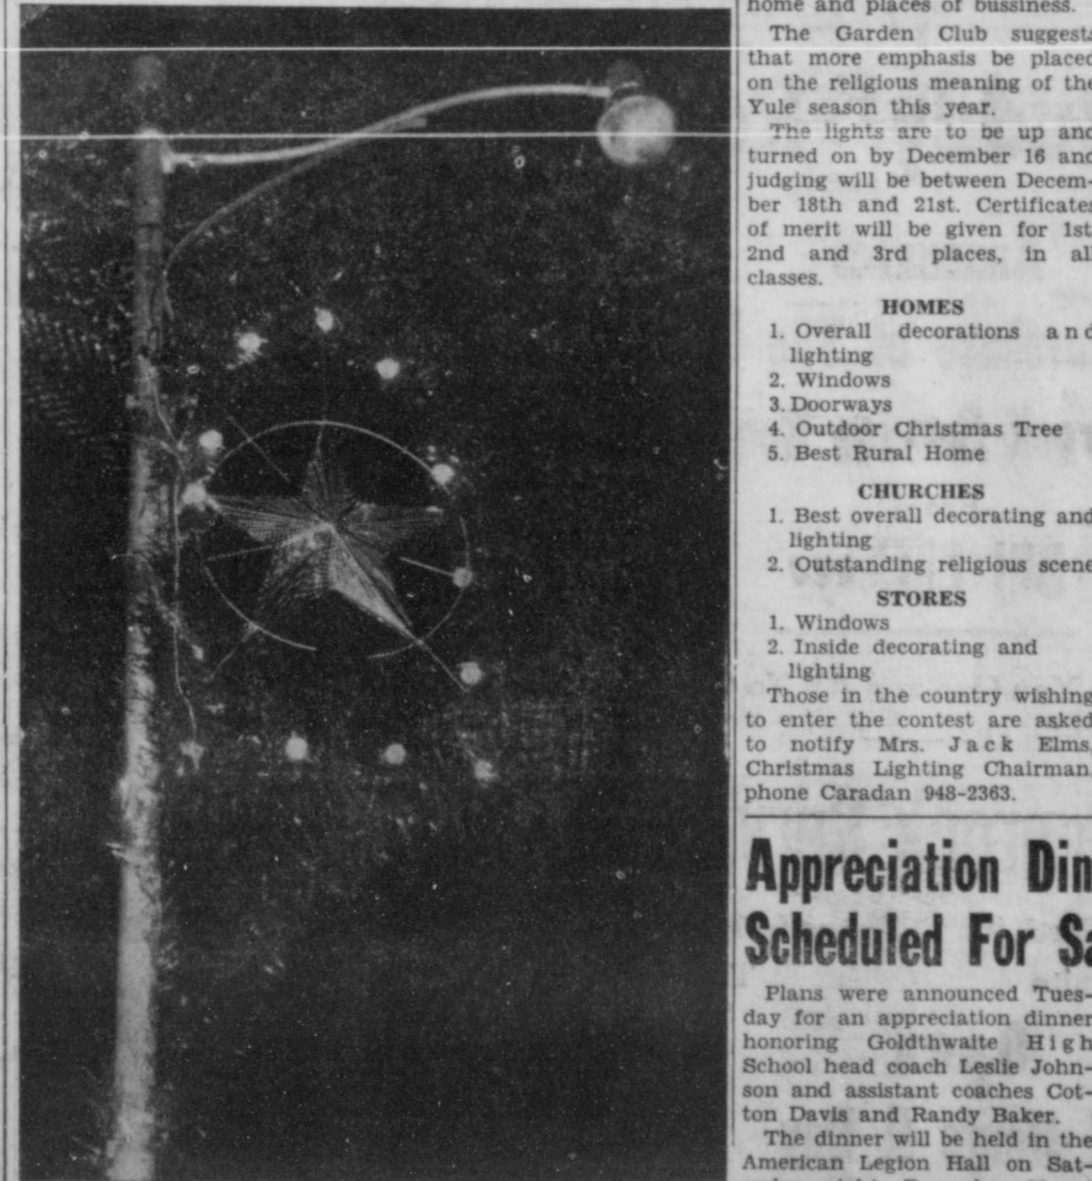 home and places of bussiness.
The Garden Club suggests
that more emphasis be placed
on the religious meaning of the
Yule season this year.
The lights are to be up and
turned on by December 16 and
judging will be between Decem-
ber 18th and 21st. Certificates
of merit will be given for 1st
2nd and 3rd places, in all
classes.
HOMES
1. Overall decorations and
lighting
2. Windows
3. Doorways
4. Outdoor Christmas Tree
5. Best Rural Home
CHURCHES
1. Best overall decorating and
lighting
2. Outstanding religious scene
STORES
1. Windows
2. Inside decorating and
lighting
Those in the country wishing
to enter the contest are asked
to notify Mrs. Jack Elms,
Christmas Lighting Chairman,
phone Caradan 948-2363.
Appreciation Din
Scheduled For Sa
Plans were announced Tues-
day for an appreciation dinner
honoring Goldthwaite High
School head coach Leslie John-
son and assistant coaches Cot-
ton Davis and Randy Baker.
The dinner will be held in the
American Legion Hall on Sat-